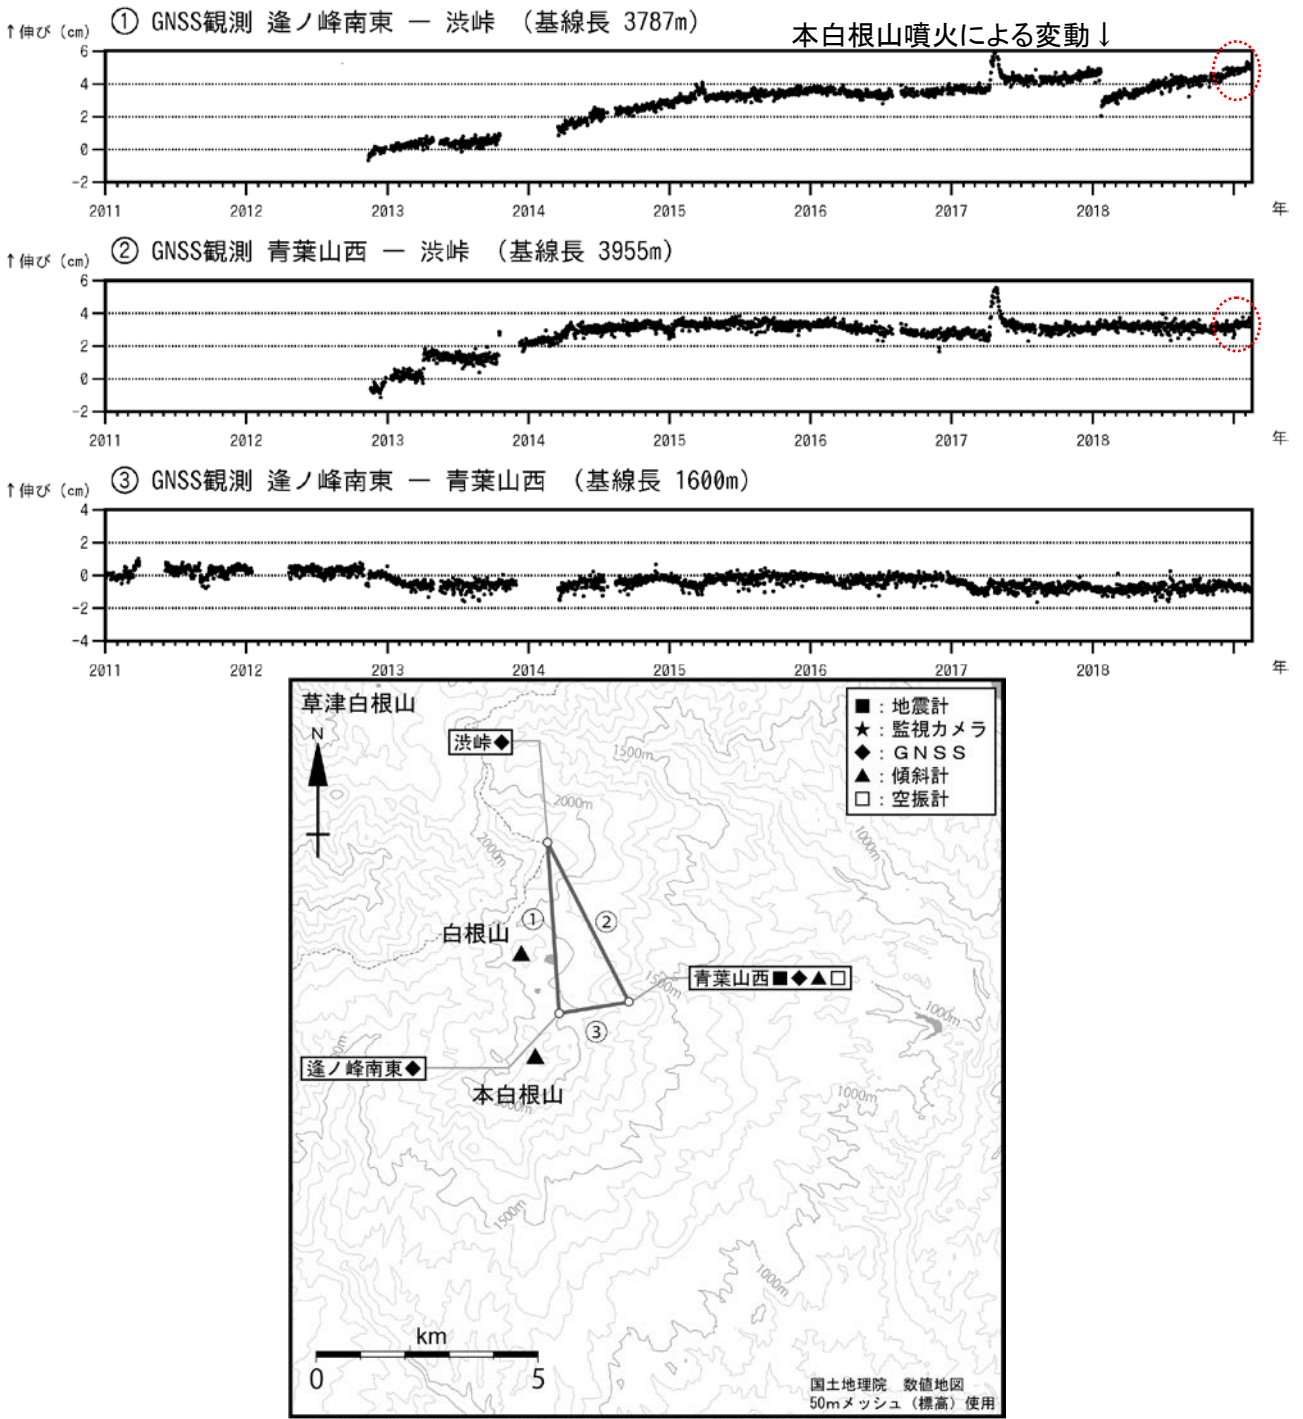 ① GNSS観測 逢ノ峰南東 ー 渋峠 （基線長 3787m）
↑伸び（cm）
本白根山噴火による変動↓
6
4
2
0
-2
2011 2012 2013 2014 2015 2016 2017 2018 年
② GNSS観測 青葉山西 ー 渋峠 （基線長 3955m）
↑伸び（cm）
6
4
2
0
-2
2011 2012 2013 2014 2015 2016 2017 2018 年
③ GNSS観測 逢ノ峰南東 ー 青葉山西 （基線長 1600m）
↑伸び（cm）
4
2
0
-2
-4
2011 2012 2013 2014 2015 2016 2017 2018 年
草津白根山
N
■：地震計
★：監視カメラ
◆：GNSS
▲：傾斜計
□：空振計
渋峠◆
1500m
2000m
2000m
1000m
①
②
白根山
青葉山西■◆▲□
1500m
1000m
③
逢ノ峰南東◆
本白根山
1000m
1500m
1000m
km
0 5
国土地理院 数値地図
50mメッシュ（標高）使用